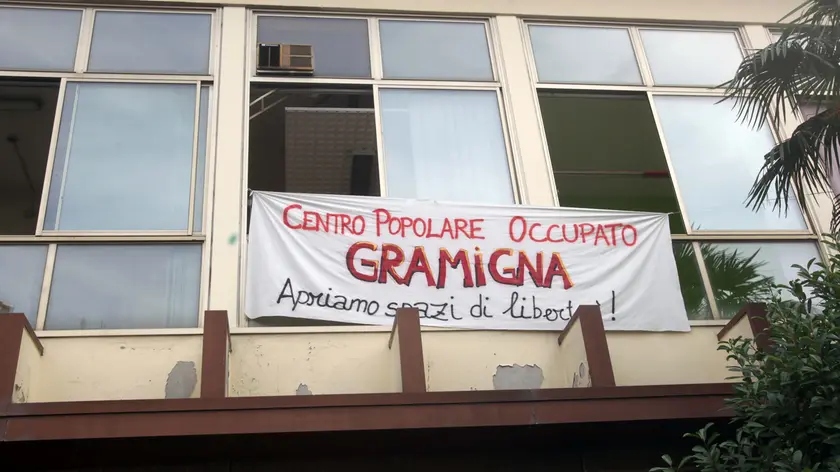 CENTRO POPOLARE OCCUPATO
GRAMiGNA
Apriamo spazi di libertà!